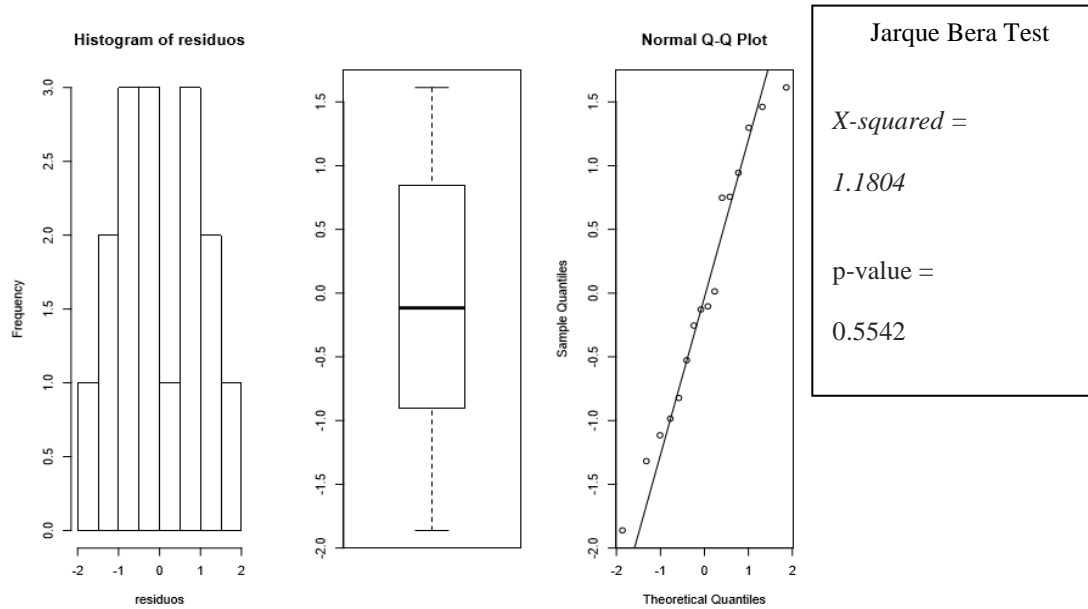 Histogram of residuos
Frequency
0.0 0.5 1.0 1.5 2.0 2.5 3.0
-2 -1 0 1 2
residuos
-2.0 -1.5 -1.0 -0.5 0.0 0.5 1.0 1.5
Normal Q-Q Plot
Sample Quantiles
-2.0 -1.5 -1.0 -0.5 0.0 0.5 1.0 1.5
-2 -1 0 1 2
Theoretical Quantiles
Jarque Bera Test
X-squared =
1.1804
p-value =
0.5542